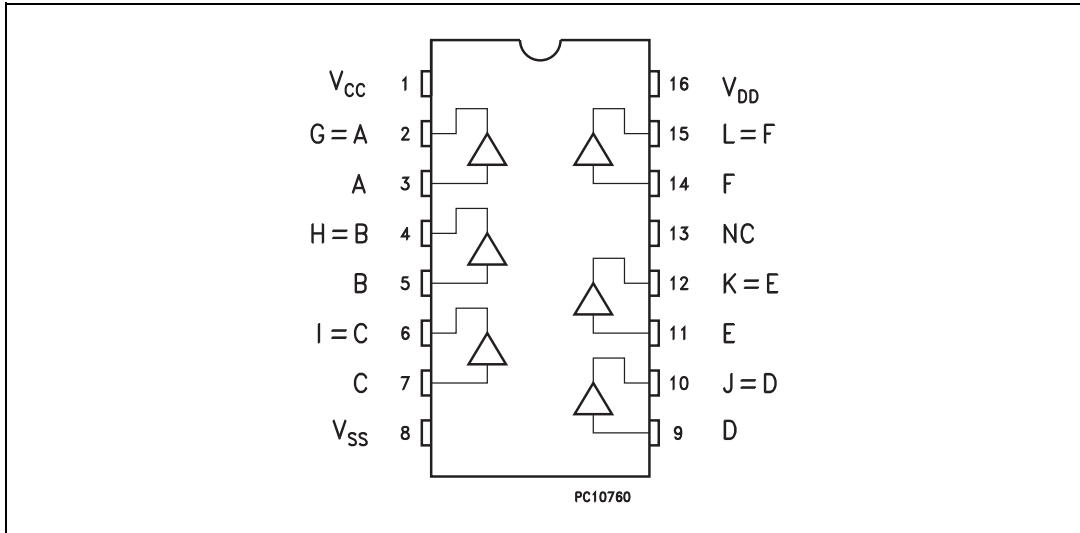 V_CC 1 16 V_DD
G=A 2 15 L=F
A 3 14 F
H=B 4 13 NC
B 5 12 K=E
I=C 6 11 E
C 7 10 J=D
V_SS 8 9 D
PC10760